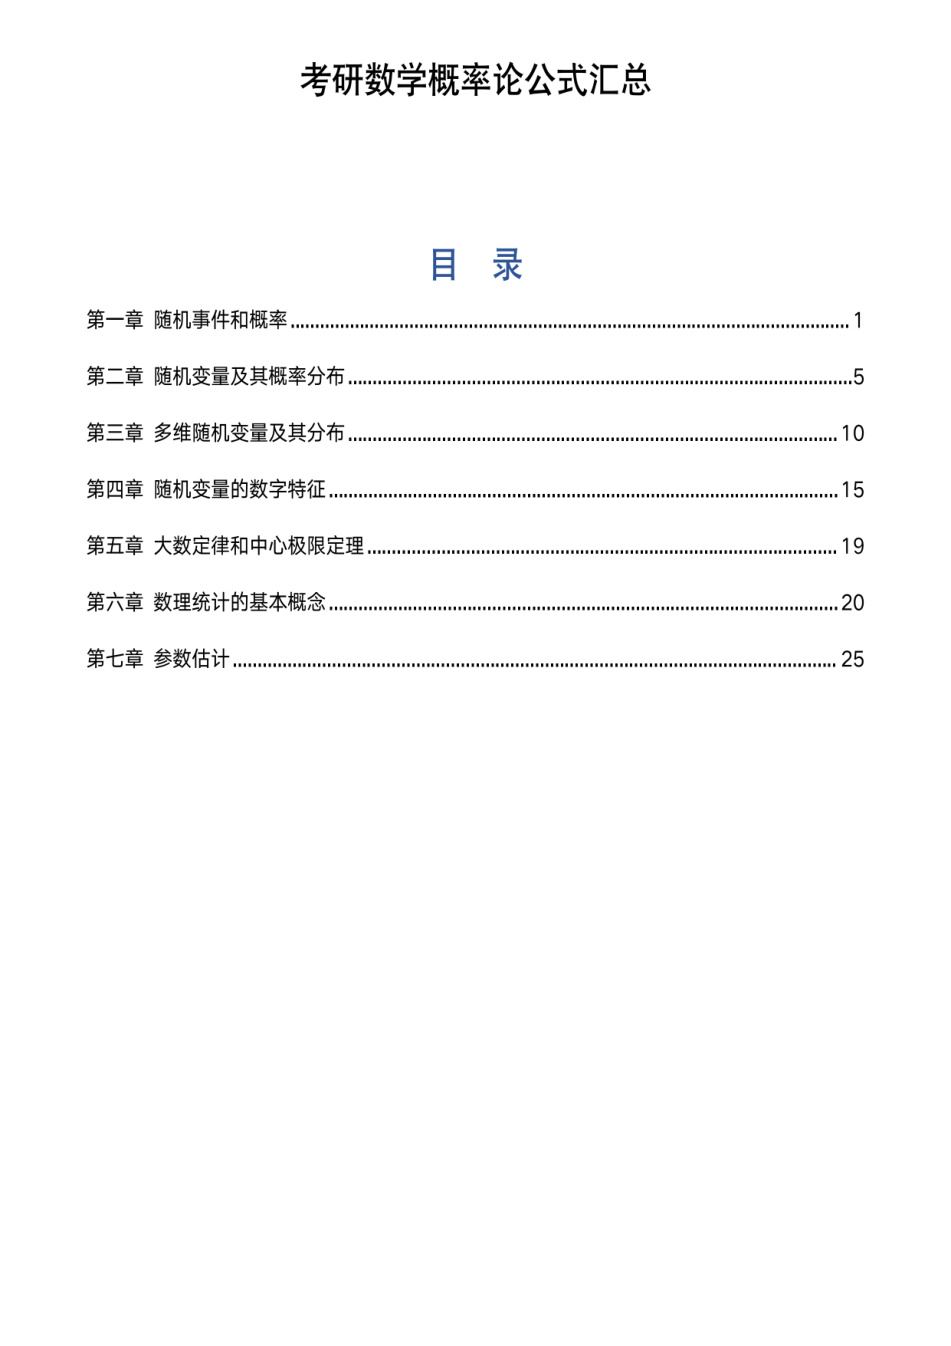 考研数学概率论公式汇总
目 录
第一章 随机事件和概率........................................1
第二章 随机变量及其概率分布........................................5
第三章 多维随机变量及其分布........................................10
第四章 随机变量的数字特征........................................15
第五章 大数定律和中心极限定理........................................19
第六章 数理统计的基本概念........................................20
第七章 参数估计........................................25